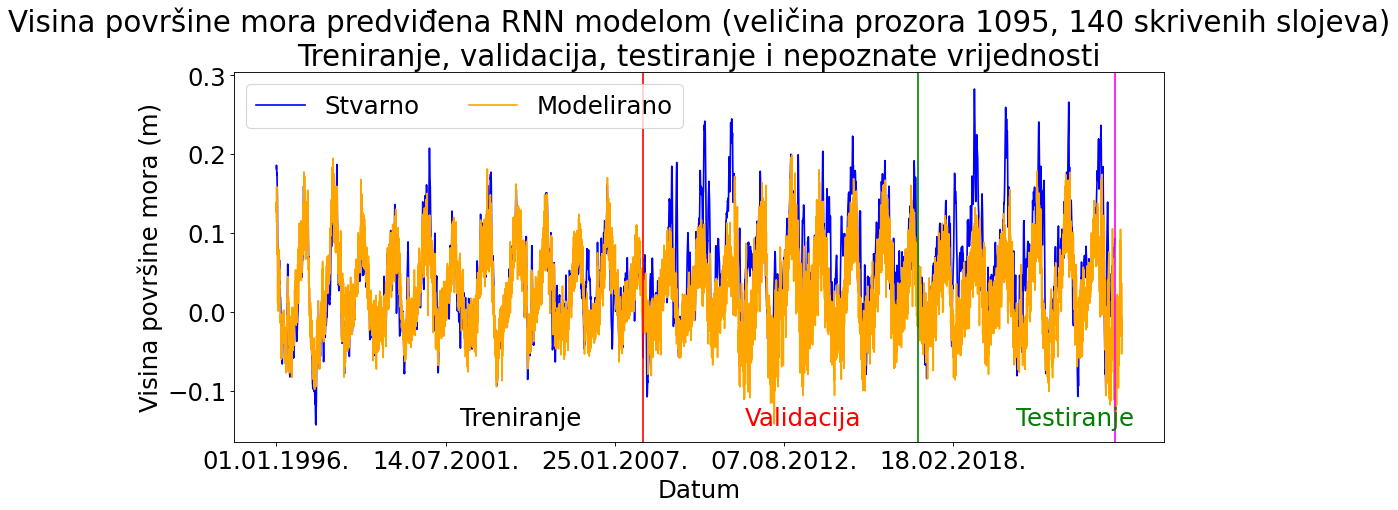 Visina površine mora predviđena RNN modelom (veličina prozora 1095, 140 skrivenih slojeva)
Treniranje, validacija, testiranje i nepoznate vrijednosti
Stvarno
Modelirano
Visina površine mora (m)
0.3
0.2
0.1
0.0
−0.1
Treniranje
Validacija
Testiranje
01.01.1996.
14.07.2001.
25.01.2007.
07.08.2012.
18.02.2018.
Datum